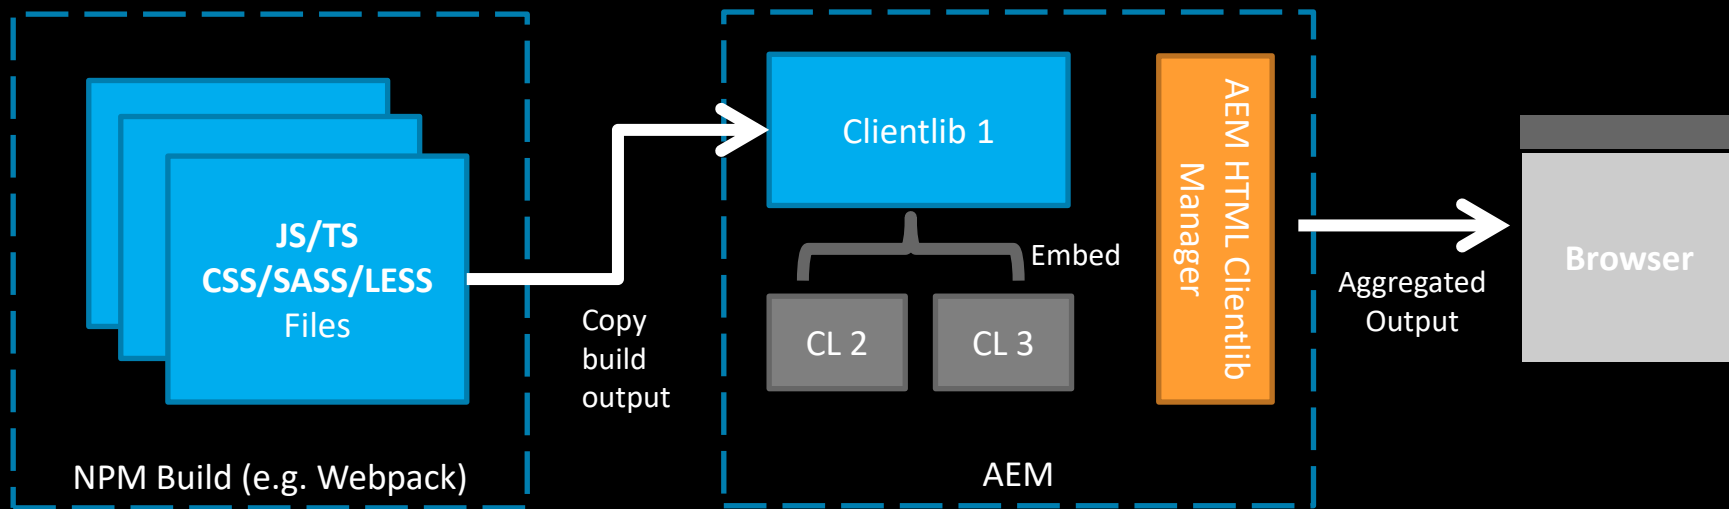 JS/TS
CSS/SASS/LESS
Files
NPM Build (e.g. Webpack)
Copy
build
output
Clientlib 1
Embed
CL 2
CL 3
AEM HTML Clientlib
Manager
AEM
Aggregated
Output
Browser